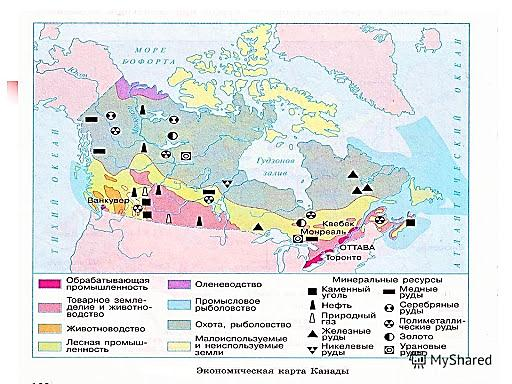 МОРЕ
БОФОРТА
ТИХИЙ ОКЕАН
АТЛАНТИЧЕСКИЙ ОКЕАН
Гудзонов
залив
Ванкувер
Квебек
Монреаль
ОТТАВА
Торонто
Обрабатывающая
промышленность
Товарное земле-
делие и животно-
водство
Животноводство
Лесная промыш-
ленность
Оленеводство
Промысловое
рыболовство
Охота, рыболовство
Малоиспользуемые
и неиспользуемые
земли
Минеральные ресурсы
Каменный
уголь
Нефть
Природный
газ
Железные
руды
Никелевые
руды
Медные
руды
Серебряные
руды
Полиметалли-
ческие руды
Золото
Урановые
руды
Экономическая карта Канады
MyShared